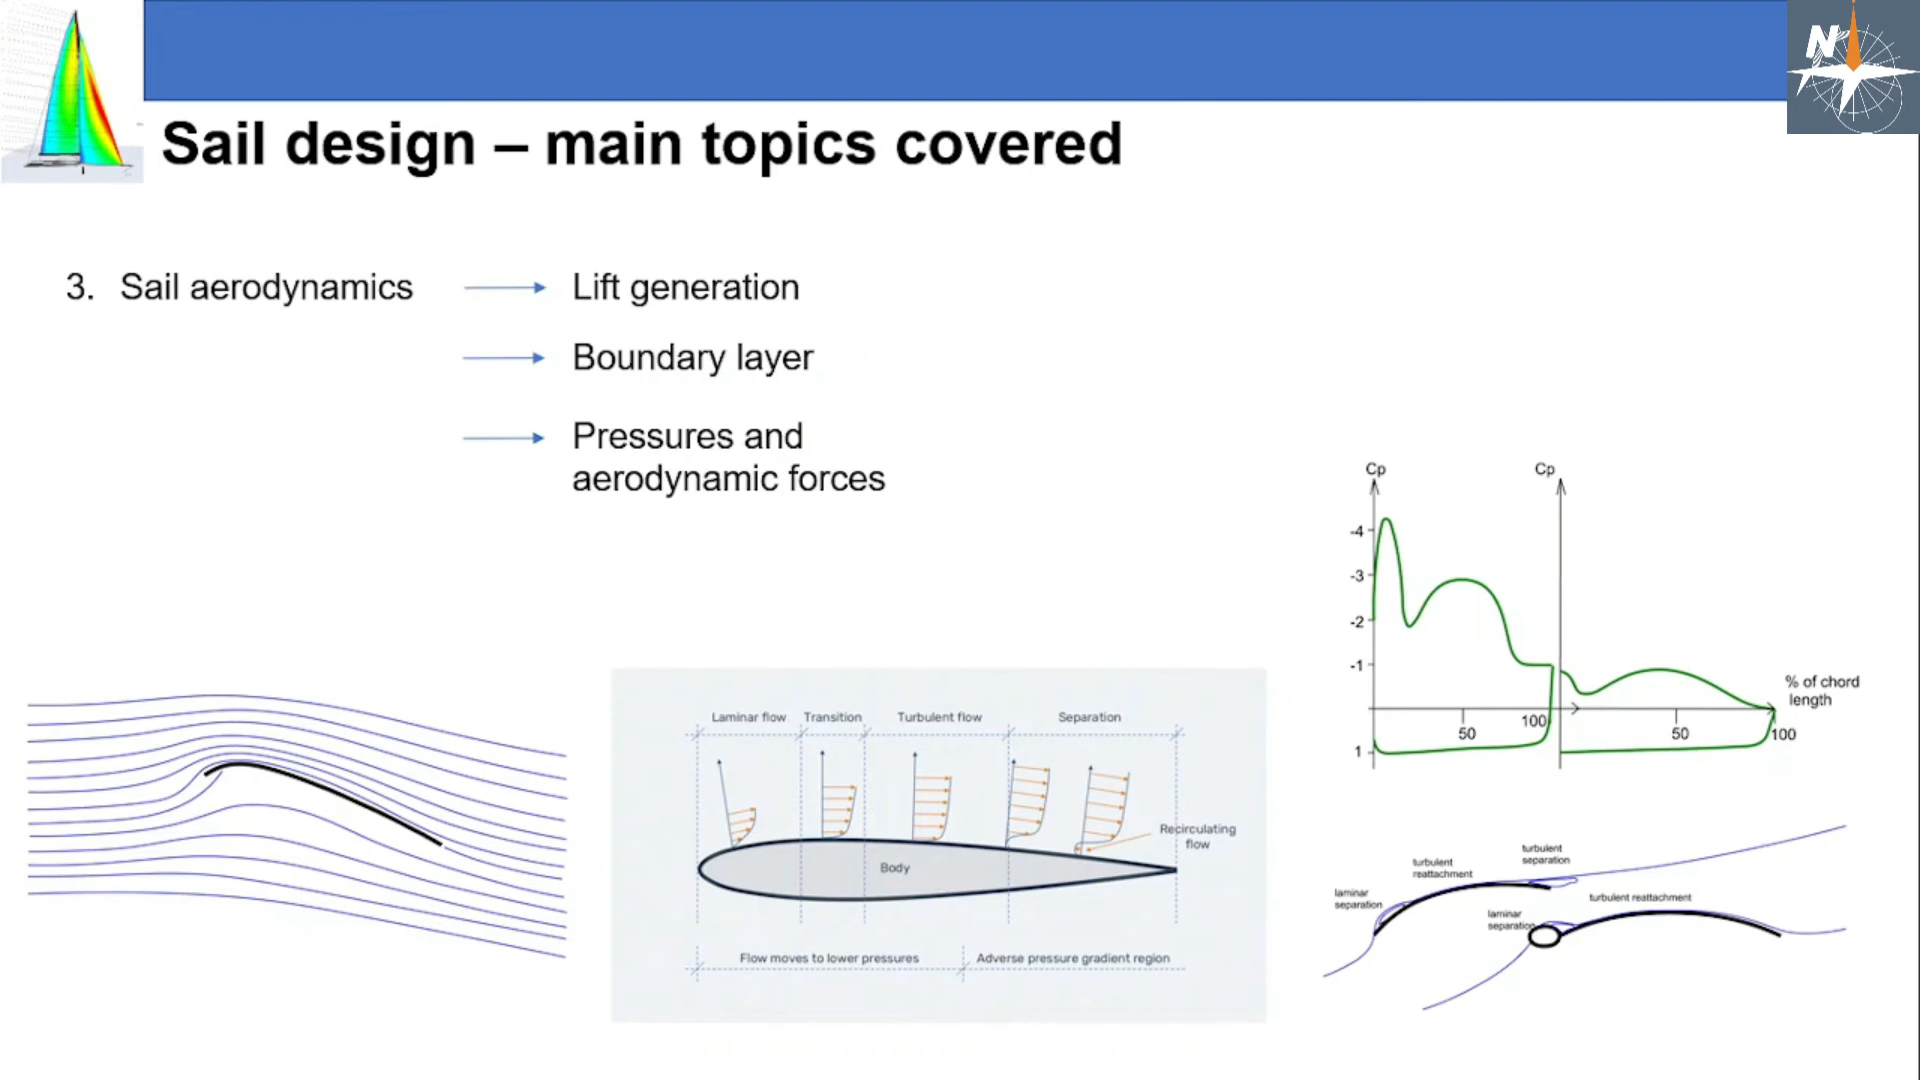 N
Sail design – main topics covered
3. Sail aerodynamics
Lift generation
Boundary layer
Pressures and
aerodynamic forces
Laminar flow
Transition
Turbulent flow
Separation
Recirculating
flow
Body
Flow moves to lower pressures
Adverse pressure gradient region
Cp
Cp
-4
-3
-2
-1
1
50
100
50
100
% of chord
length
turbulent
separation
turbulent
reattachment
laminar
separation
turbulent reattachment
laminar
separation